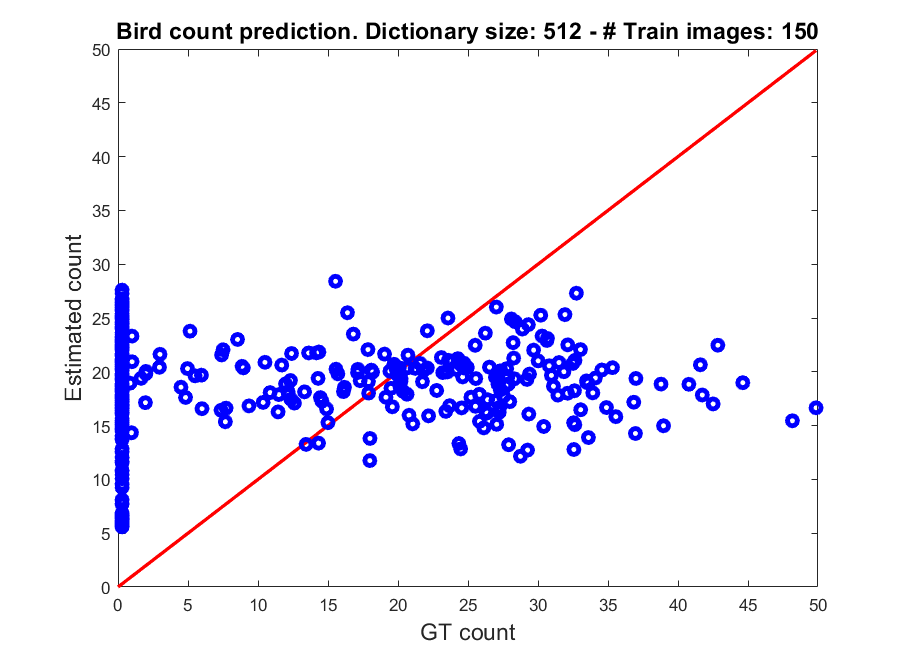 Bird count prediction. Dictionary size: 512 - # Train images: 150
50
45
40
35
30
25
20
15
10
5
0
Estimated count
0 5 10 15 20 25 30 35 40 45 50
GT count